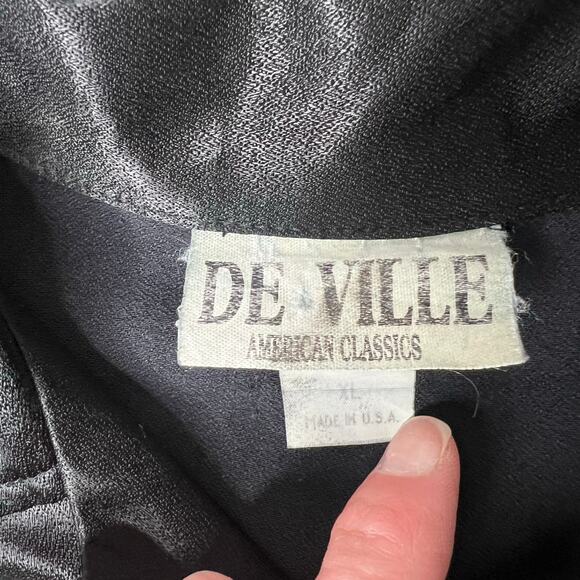 DE VILLE
AMERICAN CLASSICS
XL
MADE IN U.S.A.